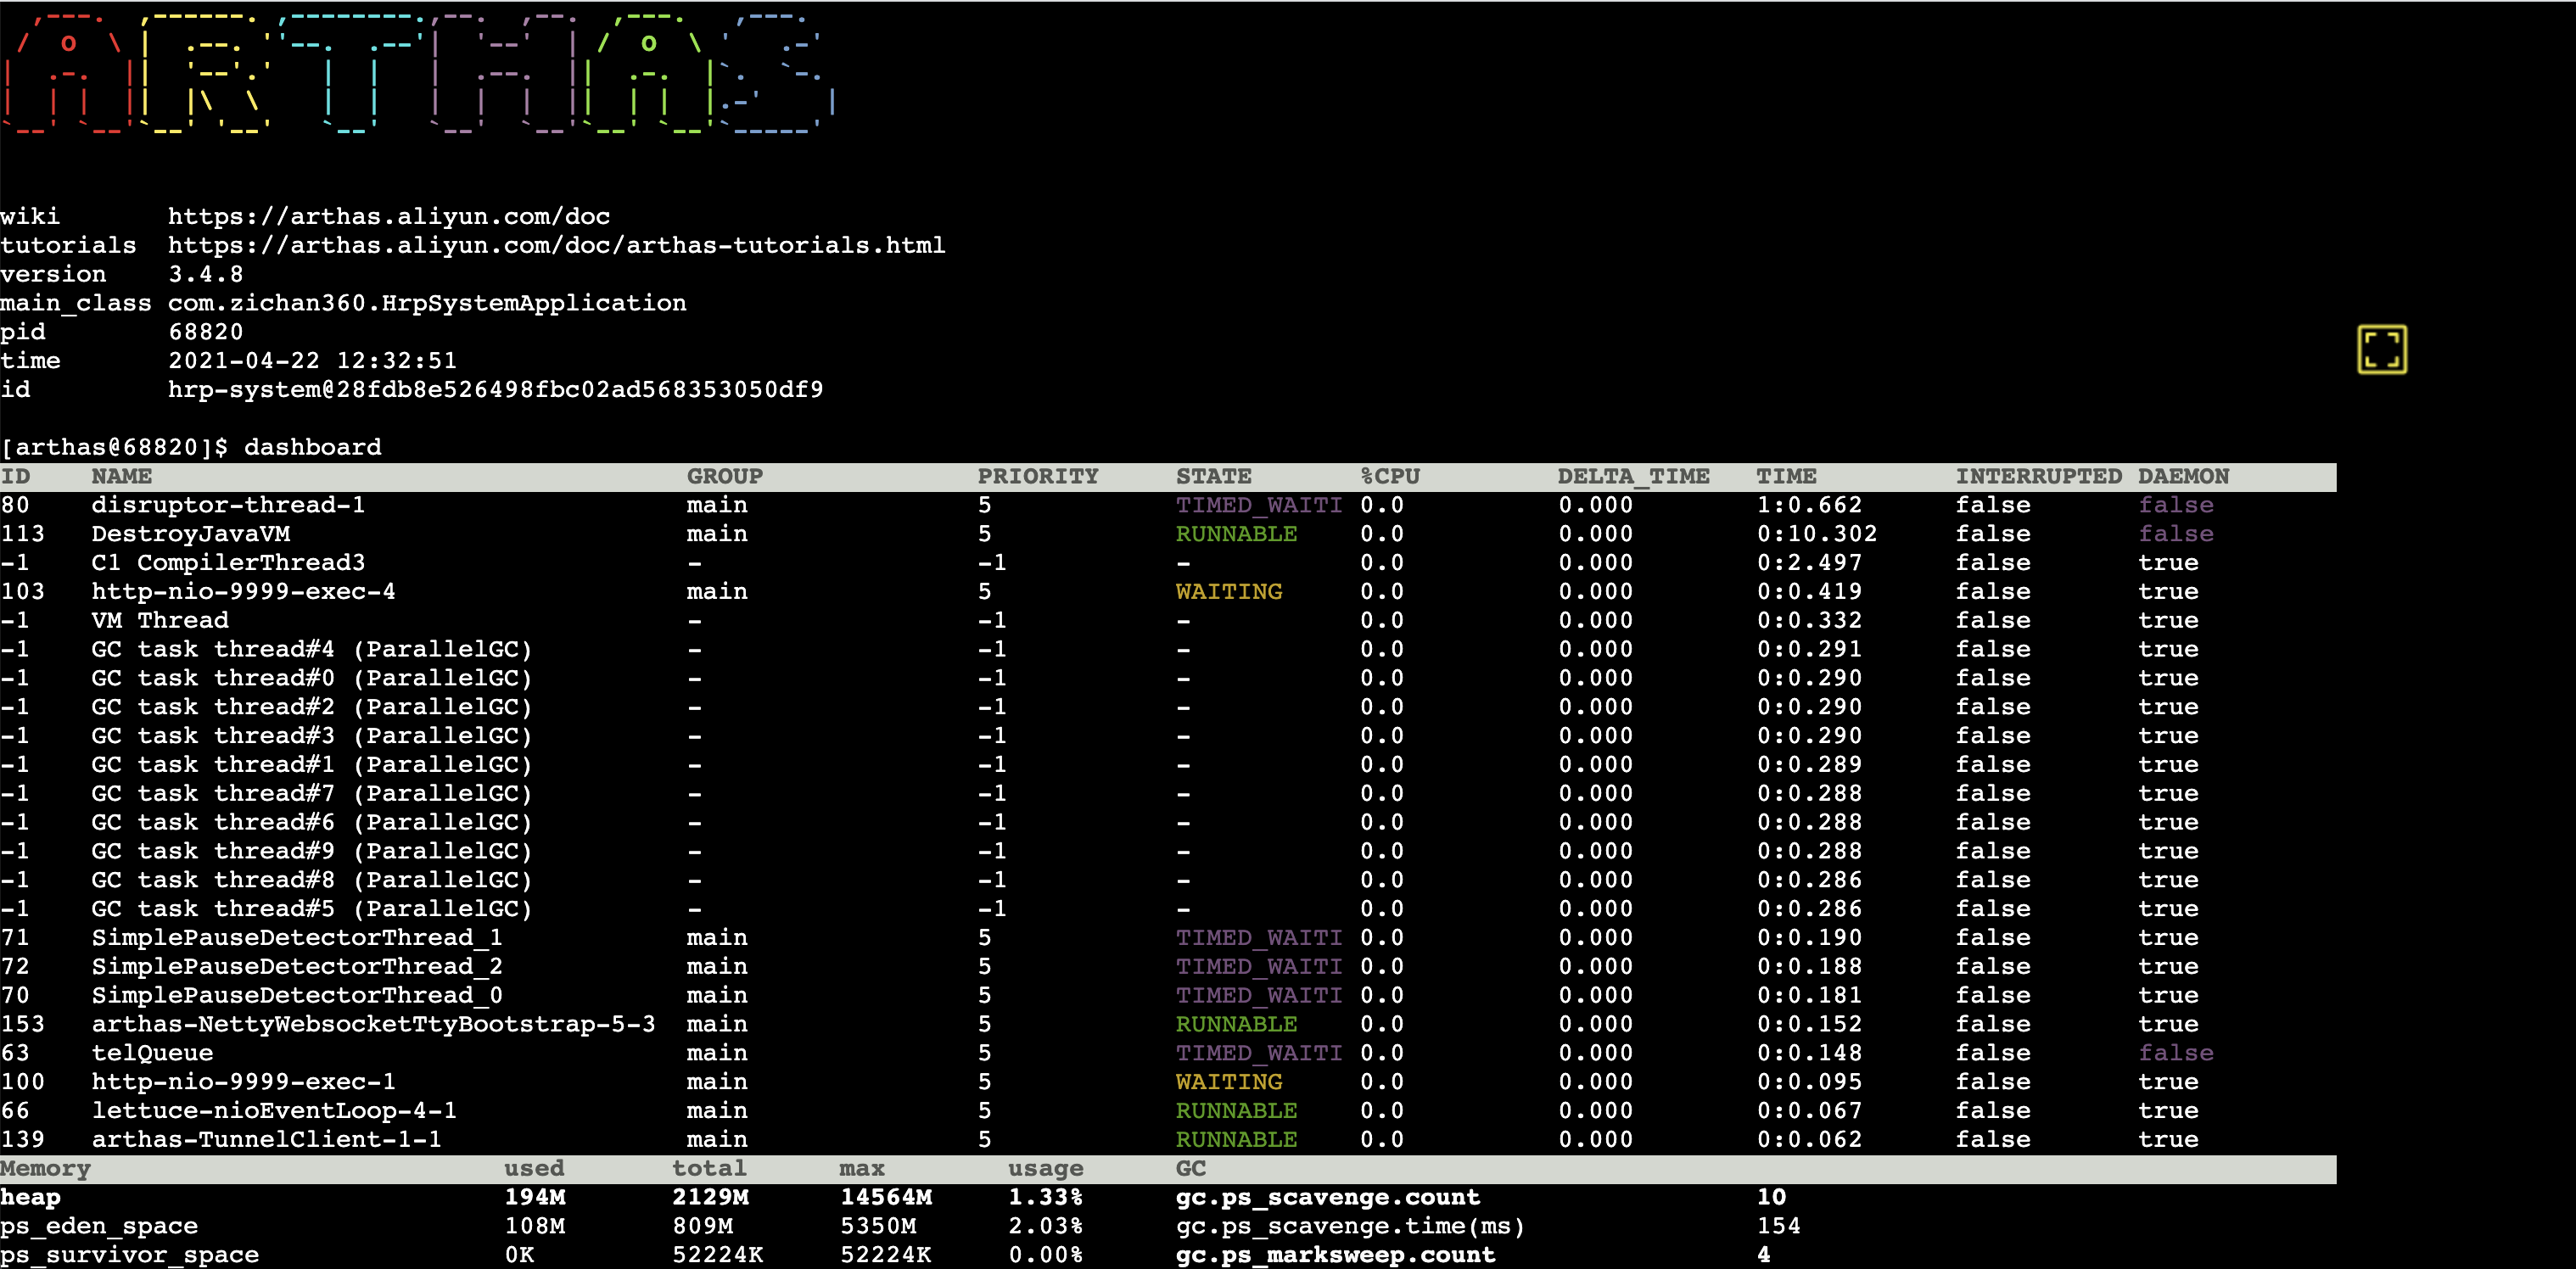 ARTHAS
wiki https://arthas.aliyun.com/doc
tutorials https://arthas.aliyun.com/doc/arthas-tutorials.html
version 3.4.8
main_class com.zichan360.HrpSystemApplication
pid 68820
time 2021-04-22 12:32:51
id hrp-system@28fdb8e526498fbc02ad568353050df9
[arthas@68820]$ dashboard
ID NAME GROUP PRIORITY STATE %CPU DELTA_TIME TIME INTERRUPTED DAEMON
80 disruptor-thread-1 main 5 TIMED_WAITI 0.0 0.000 1:0.662 false false
113 DestroyJavaVM main 5 RUNNABLE 0.0 0.000 0:10.302 false false
-1 C1 CompilerThread3 - -1 - 0.0 0.000 0:2.497 false true
103 http-nio-9999-exec-4 main 5 WAITING 0.0 0.000 0:0.419 false true
-1 VM Thread - -1 - 0.0 0.000 0:0.332 false true
-1 GC task thread#4 (ParallelGC) - -1 - 0.0 0.000 0:0.291 false true
-1 GC task thread#0 (ParallelGC) - -1 - 0.0 0.000 0:0.290 false true
-1 GC task thread#2 (ParallelGC) - -1 - 0.0 0.000 0:0.290 false true
-1 GC task thread#3 (ParallelGC) - -1 - 0.0 0.000 0:0.290 false true
-1 GC task thread#1 (ParallelGC) - -1 - 0.0 0.000 0:0.289 false true
-1 GC task thread#7 (ParallelGC) - -1 - 0.0 0.000 0:0.288 false true
-1 GC task thread#6 (ParallelGC) - -1 - 0.0 0.000 0:0.288 false true
-1 GC task thread#9 (ParallelGC) - -1 - 0.0 0.000 0:0.288 false true
-1 GC task thread#8 (ParallelGC) - -1 - 0.0 0.000 0:0.286 false true
-1 GC task thread#5 (ParallelGC) - -1 - 0.0 0.000 0:0.286 false true
71 SimplePauseDetectorThread_1 main 5 TIMED_WAITI 0.0 0.000 0:0.190 false true
72 SimplePauseDetectorThread_2 main 5 TIMED_WAITI 0.0 0.000 0:0.188 false true
70 SimplePauseDetectorThread_0 main 5 TIMED_WAITI 0.0 0.000 0:0.181 false true
153 arthas-NettyWebsocketTtyBootstrap-5-3 main 5 RUNNABLE 0.0 0.000 0:0.152 false true
63 telQueue main 5 TIMED_WAITI 0.0 0.000 0:0.148 false false
100 http-nio-9999-exec-1 main 5 WAITING 0.0 0.000 0:0.095 false true
66 lettuce-nioEventLoop-4-1 main 5 RUNNABLE 0.0 0.000 0:0.067 false true
139 arthas-TunnelClient-1-1 main 5 RUNNABLE 0.0 0.000 0:0.062 false true
Memory used total max usage GC
heap 194M 2129M 14564M 1.33% gc.ps_scavenge.count 10
ps_eden_space 108M 809M 5350M 2.03% gc.ps_scavenge.time(ms) 154
ps_survivor_space 0K 52224K 52224K 0.00% gc.ps_marksweep.count 4